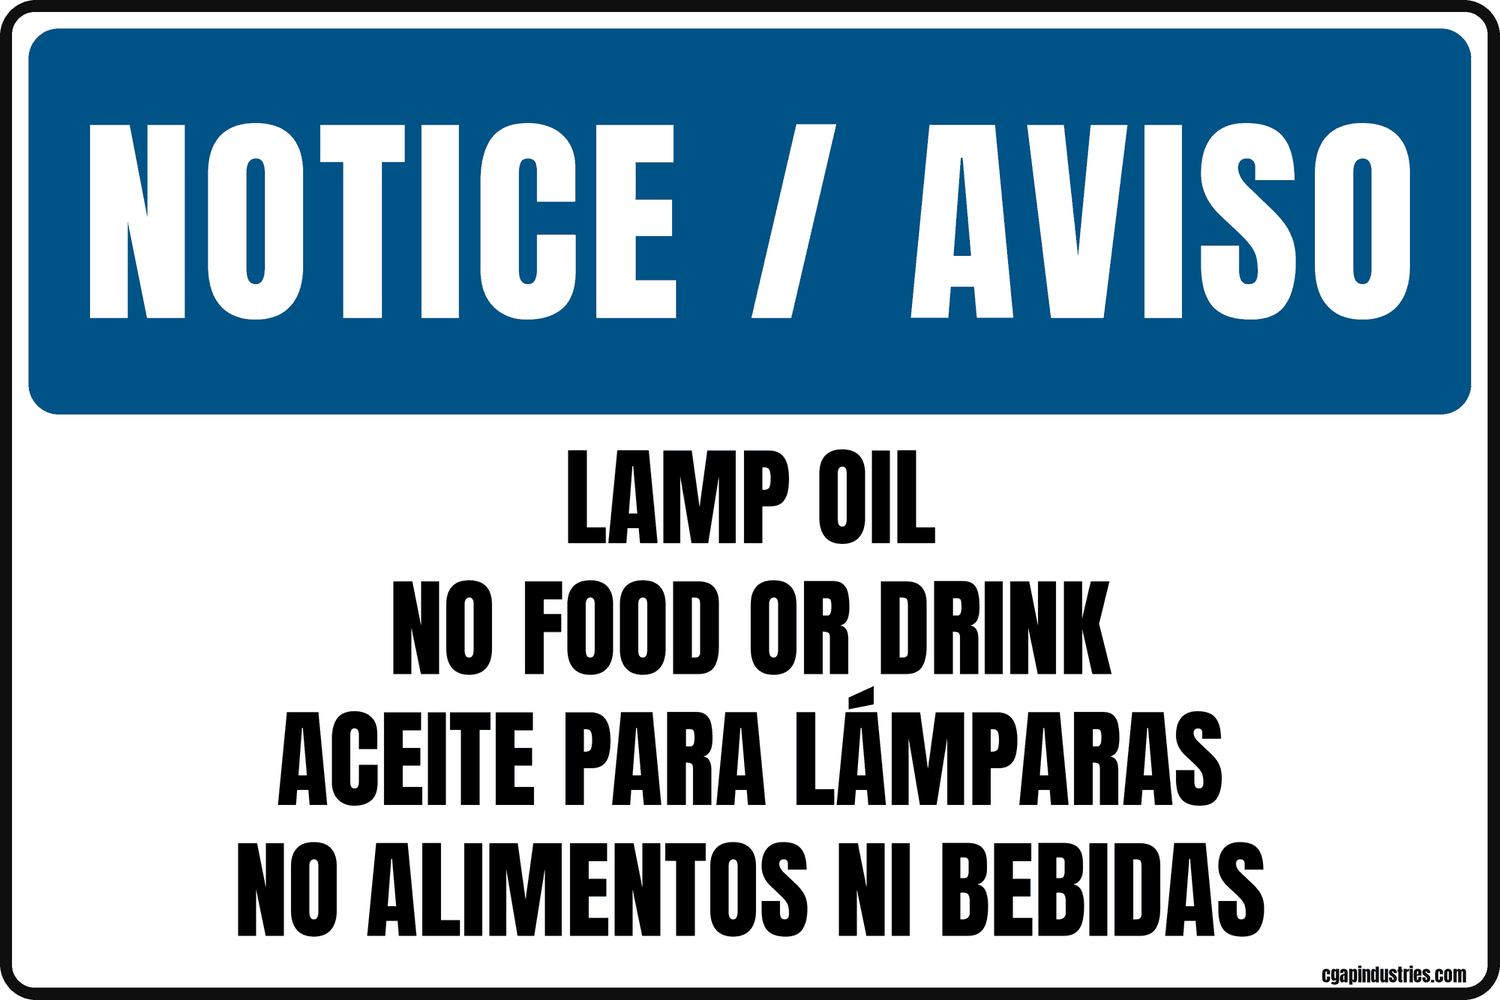 NOTICE / AVISO
LAMP OIL
NO FOOD OR DRINK
ACEITE PARA LÁMPARAS
NO ALIMENTOS NI BEBIDAS
cgapindustries.com